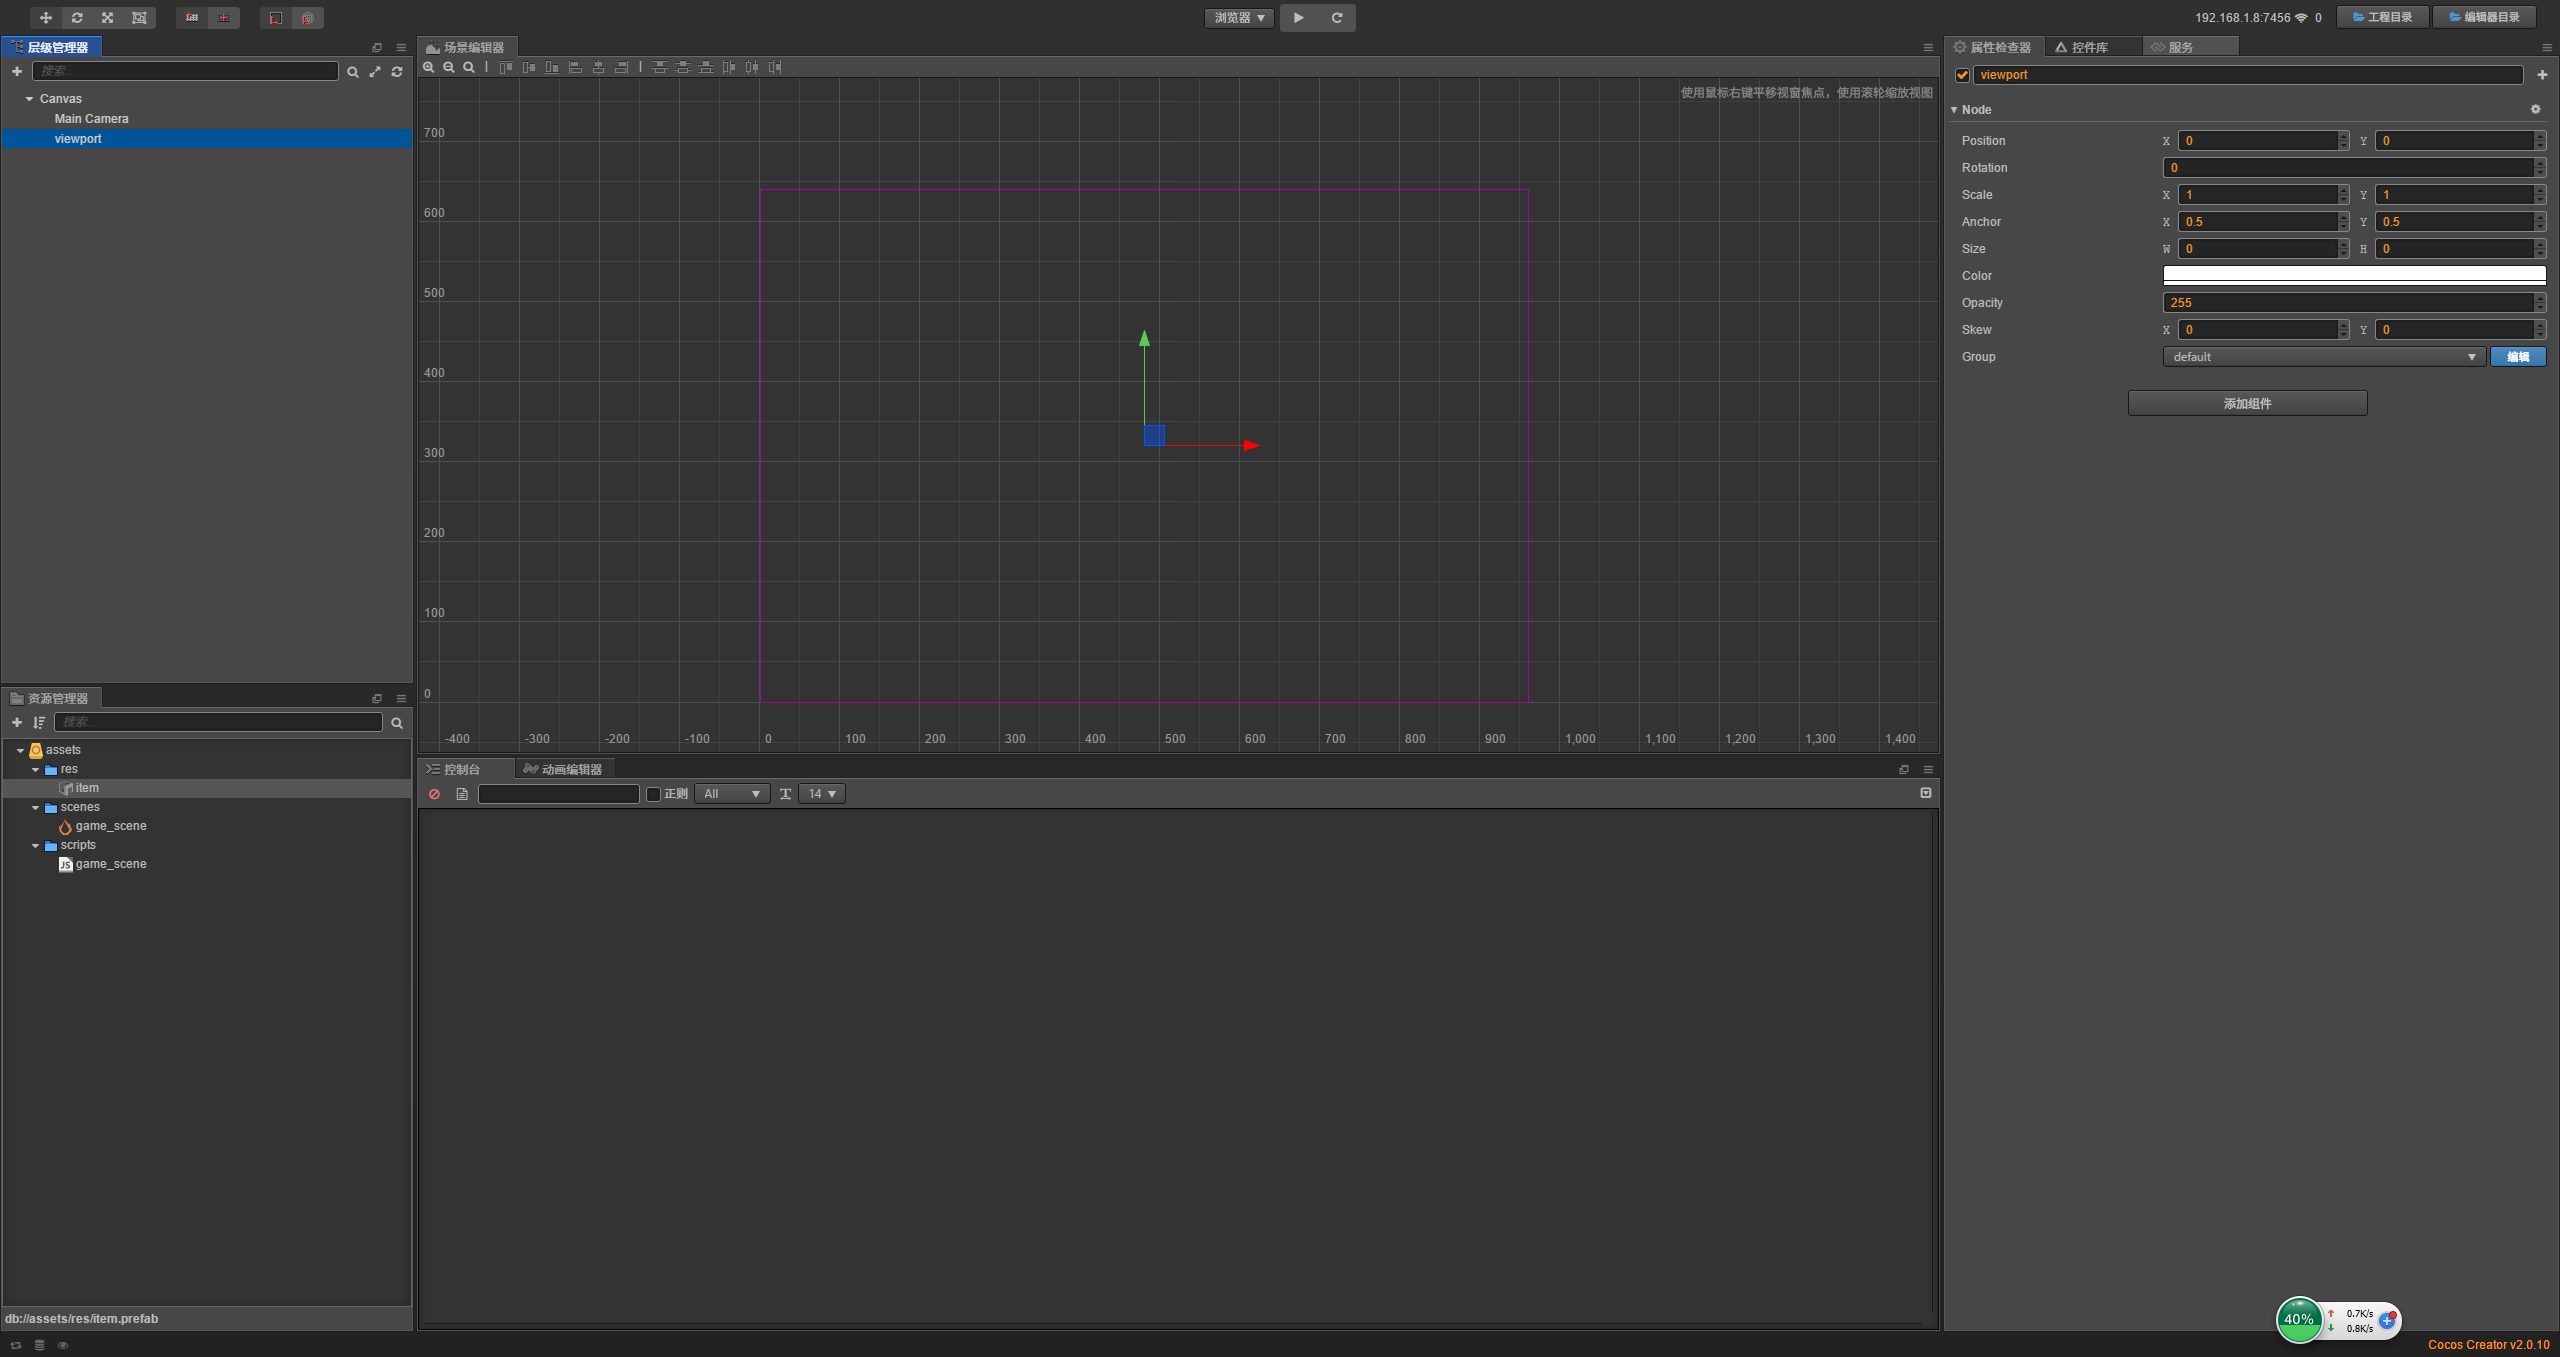 浏览器
192.168.1.8:7456 0
工程目录
编辑器目录
层级管理器
搜索...
Canvas
Main Camera
viewport
场景编辑器
使用鼠标右键平移视窗焦点，使用滚轮缩放视图
700
600
500
400
300
200
100
0
-400 -300 -200 -100 0 100 200 300 400 500 600 700 800 900 1,000 1,100 1,200 1,300 1,400
属性检查器
控件库
服务
viewport
Node
Position X 0 Y 0
Rotation 0
Scale X 1 Y 1
Anchor X 0.5 Y 0.5
Size W 0 H 0
Color
Opacity 255
Skew X 0 Y 0
Group default 编辑
添加组件
资源管理器
搜索...
assets
res
item
scenes
game_scene
scripts
JS game_scene
db://assets/res/item.prefab
控制台
动画编辑器
正则 All 14
40%
0.7K/s
0.8K/s
Cocos Creator v2.0.10